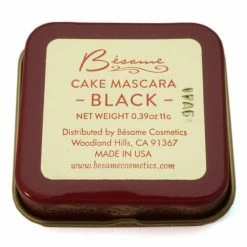 Bésame
CAKE MASCARA
- BLACK -
NET WEIGHT 0.39oz 11g
Distributed by Bésame Cosmetics
Woodland Hills, CA 91367
MADE IN USA
www.besamecosmetics.com